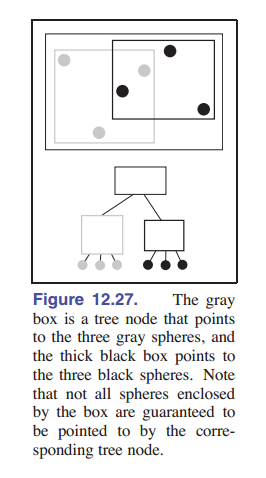 Figure 12.27. The gray
box is a tree node that points
to the three gray spheres, and
the thick black box points to
the three black spheres. Note
that not all spheres enclosed
by the box are guaranteed to
be pointed to by the corre-
sponding tree node.